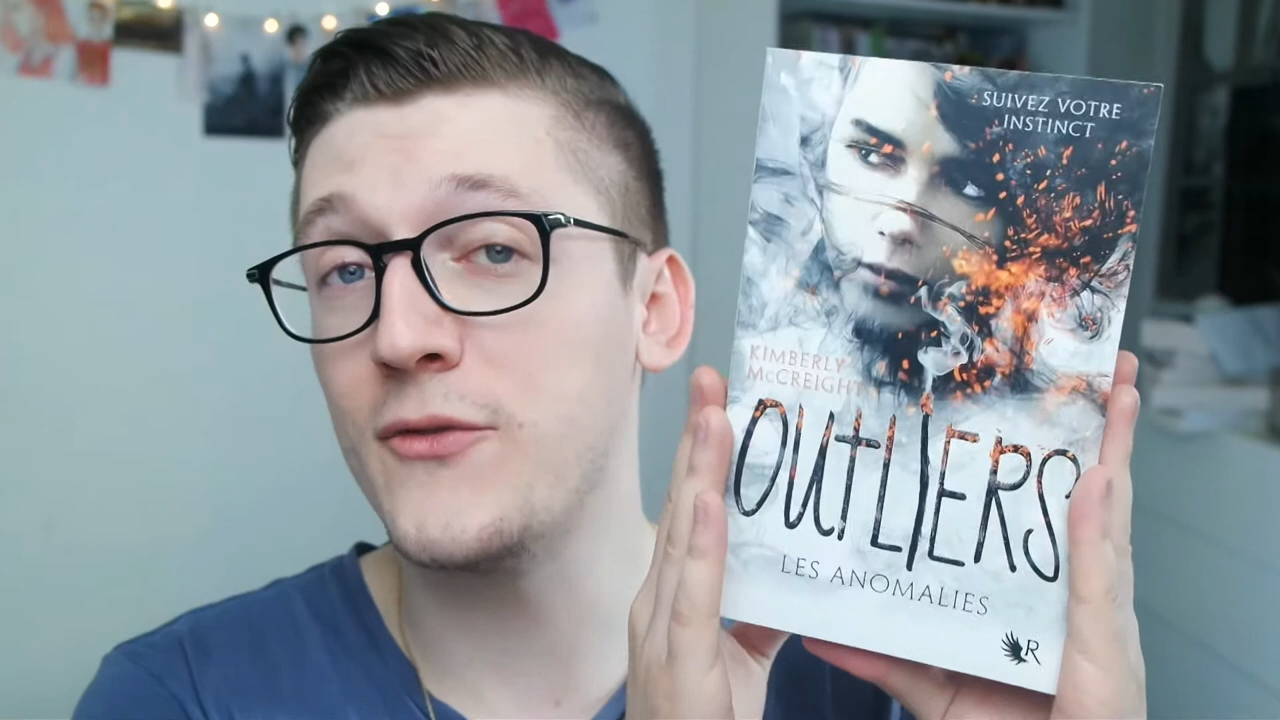 SUIVEZ VOTRE
INSTINCT
KIMBERLY
McCREIGHT
OUTLIERS
LES ANOMALIES
R